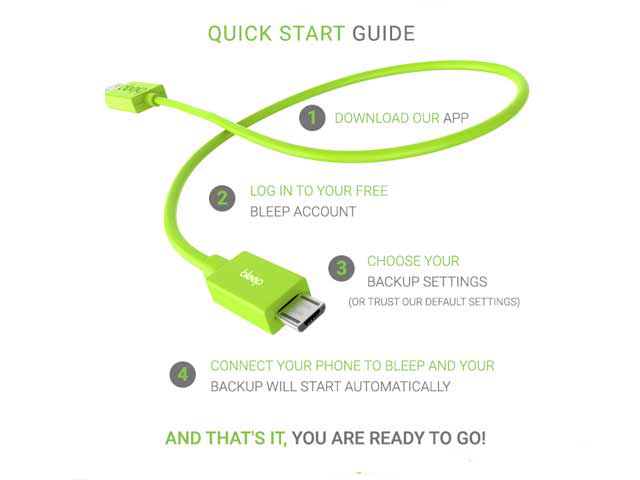 QUICK START GUIDE
bleep
1 DOWNLOAD OUR APP
2 LOG IN TO YOUR FREE
BLEEP ACCOUNT
3 CHOOSE YOUR
BACKUP SETTINGS
(OR TRUST OUR DEFAULT SETTINGS)
bleep
4 CONNECT YOUR PHONE TO BLEEP AND YOUR
BACKUP WILL START AUTOMATICALLY
AND THAT'S IT, YOU ARE READY TO GO!